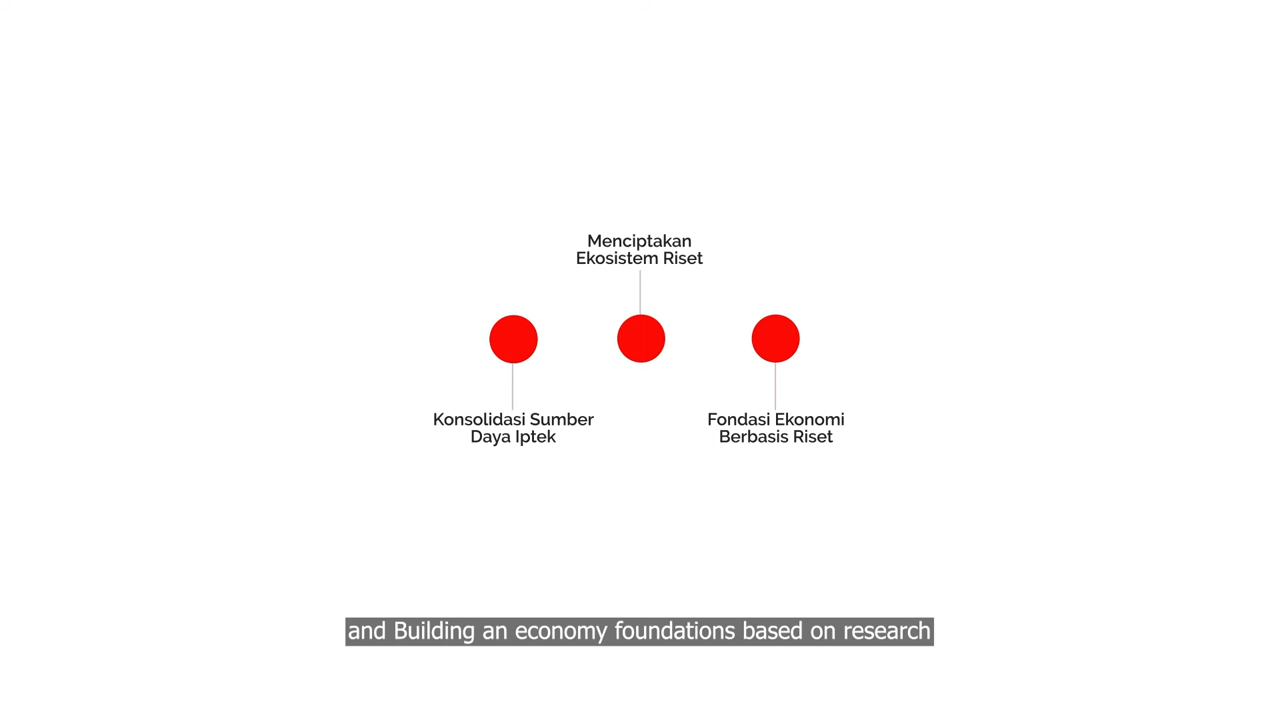 Menciptakan
Ekosistem Riset
Konsolidasi Sumber
Daya Iptek
Fondasi Ekonomi
Berbasis Riset
and Building an economy foundations based on research